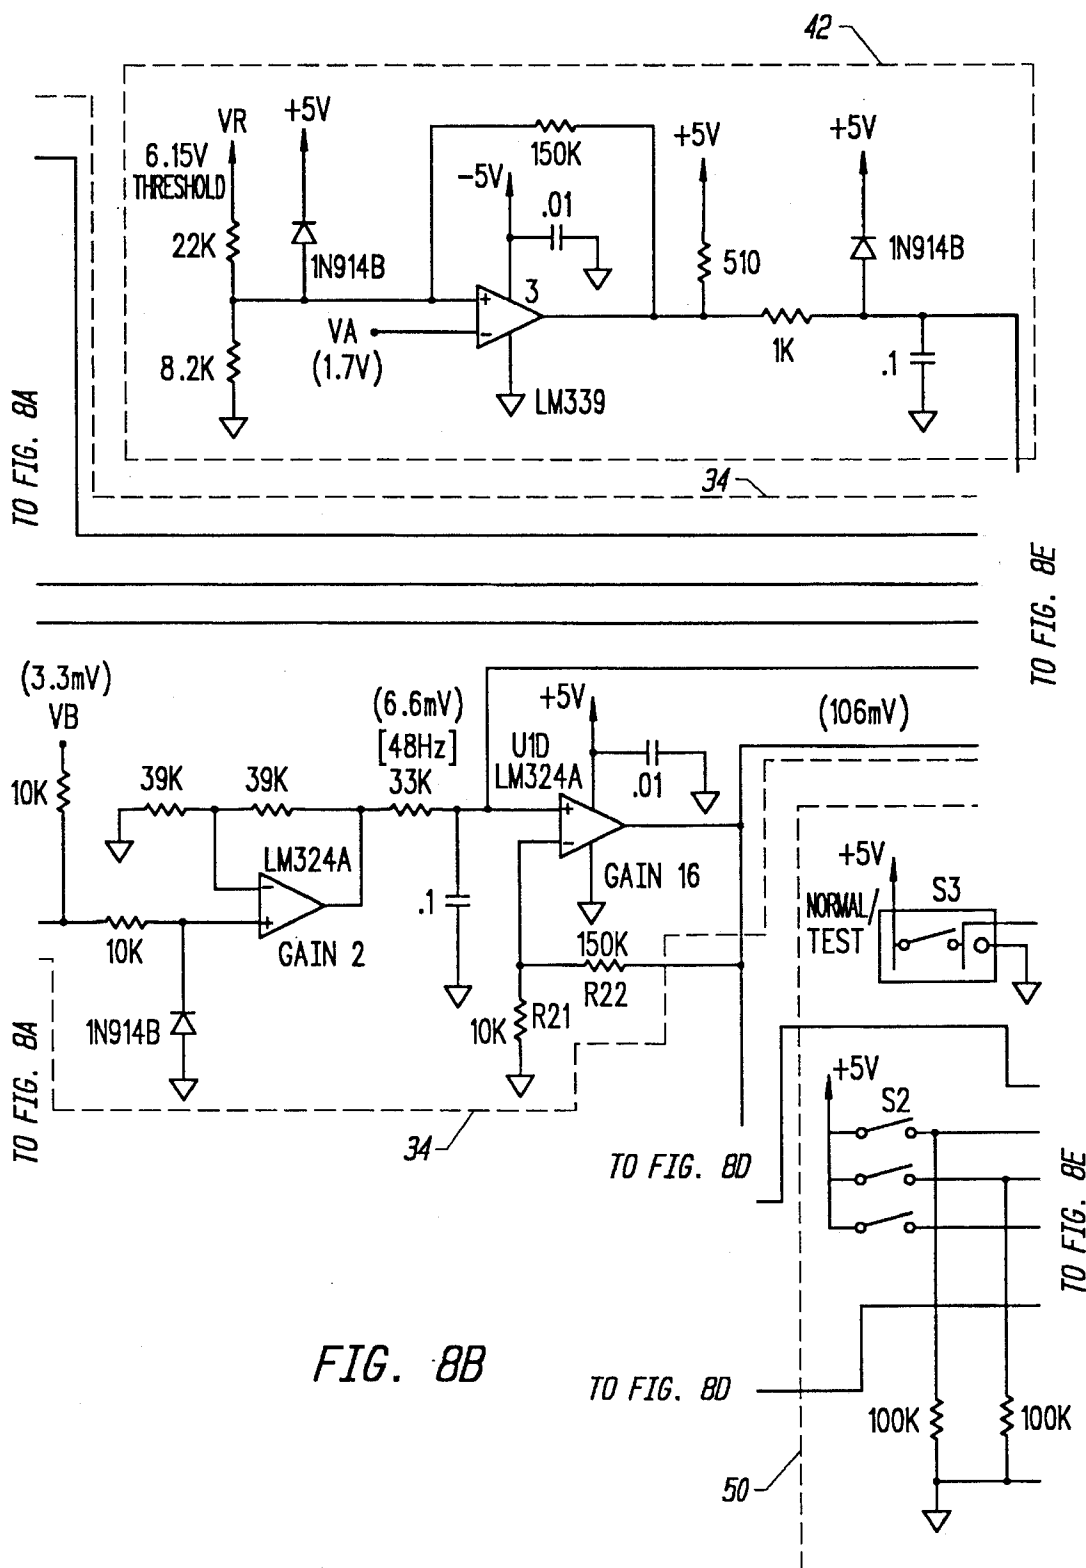 42
VR
+5V
6.15V
THRESHOLD
22K
1N914B
8.2K
VA
(1.7V)
150K
-5V
.01
3
+
-
LM339
+5V
510
+5V
1N914B
1K
.1
TO FIG. 8A
34
TO FIG. 8E
(3.3mV)
VB
10K
39K
39K
LM324A
-
+
GAIN 2
10K
1N914B
(6.6mV)
[48Hz]
33K
.1
+5V
U1D
LM324A
.01
+
-
GAIN 16
150K
R22
10K
R21
(106mV)
+5V
NORMAL/
TEST
S3
TO FIG. 8A
34
TO FIG. 8D
+5V
S2
TO FIG. 8E
FIG. 8B
TO FIG. 8D
100K
100K
50